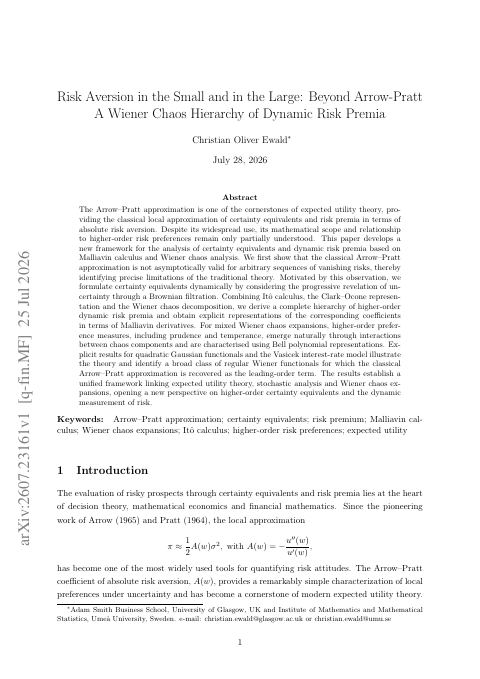 Risk Aversion in the Small and in the Large: Beyond Arrow-Pratt
A Wiener Chaos Hierarchy of Dynamic Risk Premia
Christian Oliver Ewald*
July 28, 2026
Abstract
The Arrow–Pratt approximation is one of the cornerstones of expected utility theory, pro-
viding the classical local approximation of certainty equivalents and risk premia in terms of
absolute risk aversion. Despite its widespread use, its mathematical scope and relationship
to higher-order risk preferences remain only partially understood. This paper develops a
new framework for the analysis of certainty equivalents and dynamic risk premia based on
Malliavin calculus and Wiener chaos analysis. We first show that the classical Arrow–Pratt
approximation is not asymptotically valid for arbitrary sequences of vanishing risks, thereby
identifying precise limitations of the traditional theory. Motivated by this observation, we
formulate certainty equivalents dynamically by considering the progressive revelation of un-
certainty through a Brownian filtration. Combining Itô calculus, the Clark–Ocone represen-
tation and the Wiener chaos decomposition, we derive a complete hierarchy of higher-order
dynamic risk premia and obtain explicit representations of the corresponding coefficients
in terms of Malliavin derivatives. For mixed Wiener chaos expansions, higher-order prefer-
ence measures, including prudence and temperance, emerge naturally through interactions
between chaos components and are characterised using Bell polynomial representations. Ex-
plicit results for quadratic Gaussian functionals and the Vasicek interest-rate model illustrate
the theory and identify a broad class of regular Wiener functionals for which the classical
Arrow–Pratt approximation is recovered as the leading-order term. The results establish a
unified framework linking expected utility theory, stochastic analysis and Wiener chaos ex-
pansions, opening a new perspective on higher-order certainty equivalents and the dynamic
measurement of risk.
Keywords: Arrow–Pratt approximation; certainty equivalents; risk premium; Malliavin cal-
culus; Wiener chaos expansions; Itô calculus; higher-order risk preferences; expected utility
1 Introduction
The evaluation of risky prospects through certainty equivalents and risk premia lies at the heart
of decision theory, mathematical economics and financial mathematics. Since the pioneering
work of Arrow (1965) and Pratt (1964), the local approximation
π ≈ 1/2 A(w)σ², with A(w) = − u′′(w)/u′(w),
has become one of the most widely used tools for quantifying risk attitudes. The Arrow–Pratt
coefficient of absolute risk aversion, A(w), provides a remarkably simple characterization of local
preferences under uncertainty and has become a cornerstone of modern expected utility theory.
*Adam Smith Business School, University of Glasgow, UK and Institute of Mathematics and Mathematical
Statistics, Umeå University, Sweden. e-mail: christian.ewald@glasgow.ac.uk or christian.ewald@umu.se
1
arXiv:2607.23161v1 [q-fin.MF] 25 Jul 2026